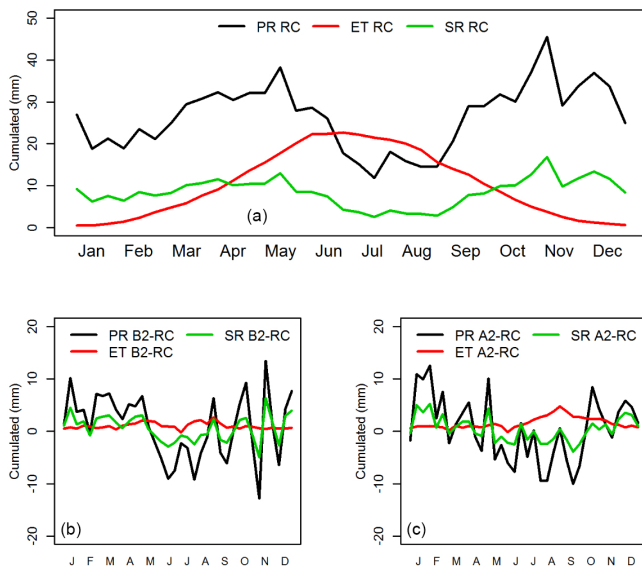 PR RC ET RC SR RC
Cumulated (mm)
50
40
30
20
10
0
(a)
Jan Feb Mar Apr May Jun Jul Aug Sep Oct Nov Dec
PR B2-RC SR B2-RC
ET B2-RC
Cumulated (mm)
20
10
0
-10
-20
(b)
J F M A M J J A S O N D
PR A2-RC SR A2-RC
ET A2-RC
Cumulated (mm)
20
10
0
-10
-20
(c)
J F M A M J J A S O N D